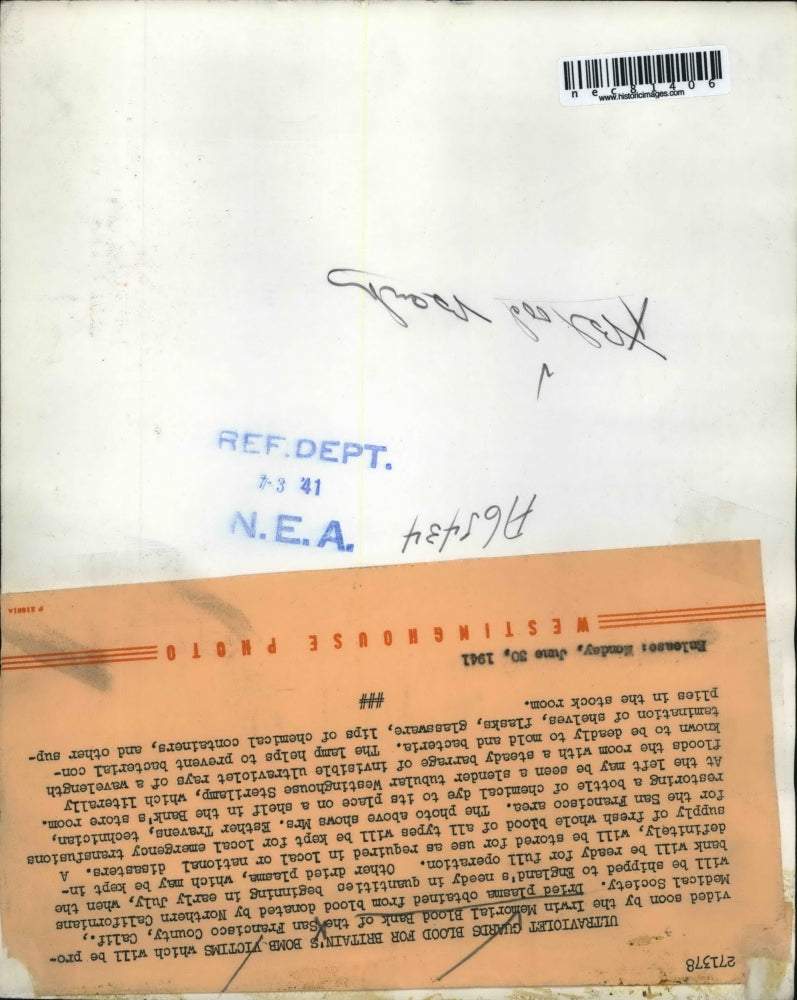 nec81406
www.historicimages.com
XBlood Bank
REF.DEPT.
7-3 '41
N.E.A.
A65434
271378
ULTRAVIOLET GUARDS BLOOD FOR BRITAIN'S BOMB VICTIMS which will be pro-
vided soon by the Irwin Memorial Blood Bank of the San Francisco County, Calif.,
Medical Society. Dried plasma obtained from blood donated by Northern Californians
will be shipped to England's needy in quantities beginning in early July, when the
bank will be ready for full operation. Other dried plasma, which may be kept in-
definitely, will be stored for use as required in local or national disasters. A
supply of fresh whole blood of all types will be kept for local emergency transfusions
for the San Francisco area. The photo above shows Mrs. Esther Travers, technician,
restoring a bottle of chemical dye to its place on a shelf in the Bank's store room.
At the left may be seen a slender tubular Westinghouse Sterilamp, which literally
floods the room with a steady barrage of invisible ultraviolet rays of a wavelength
known to be deadly to mold and bacteria. The lamp helps to prevent bacterial con-
tamination of shelves, flasks, glassware, lips of chemical containers, and other sup-
plies in the stock room.
###
Release: Monday, June 30, 1941
WESTINGHOUSE PHOTO